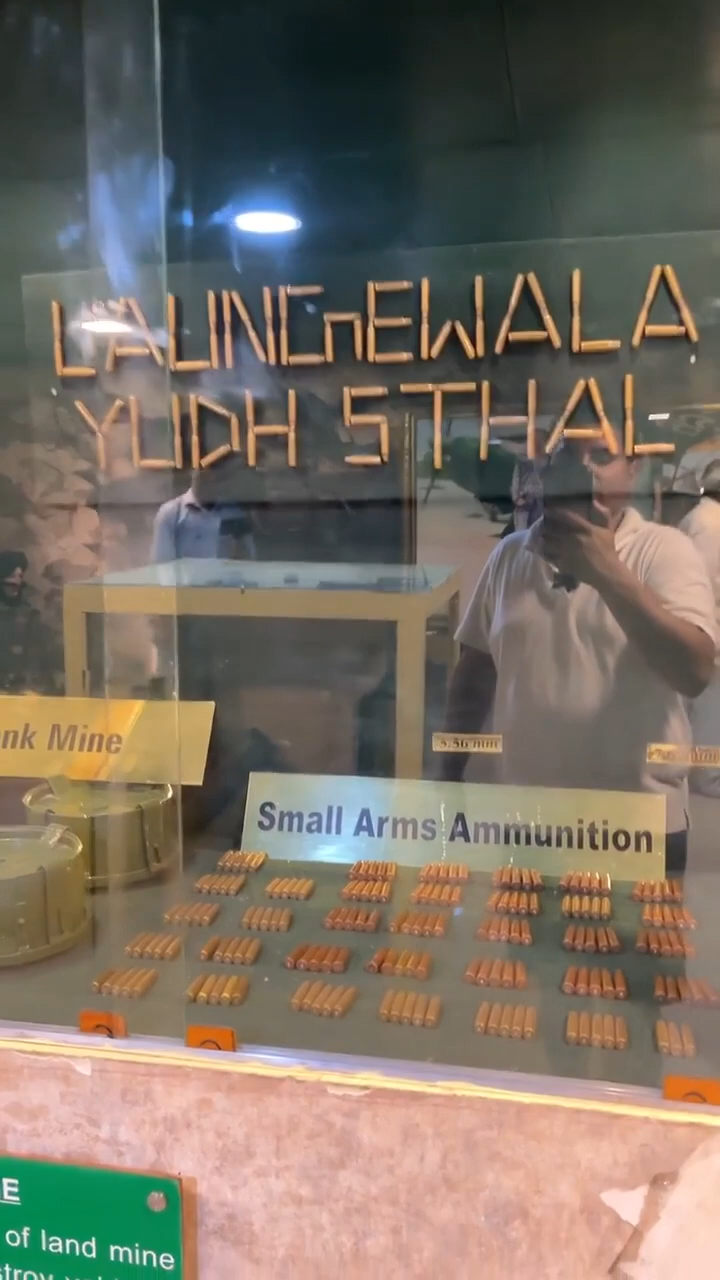 LAUNGEWALA
YUDH STHAL
nk Mine
5.56 mm
Small Arms Ammunition
E
of land mine